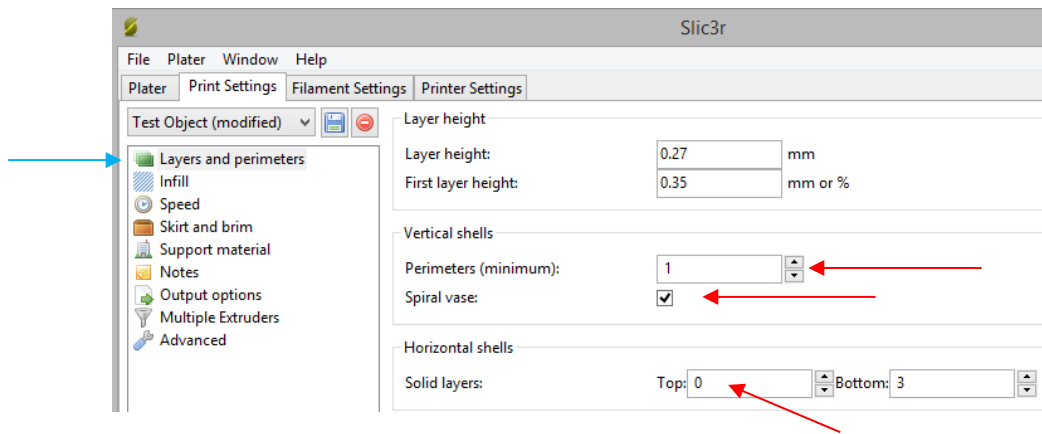 Slic3r
File Plater Window Help
Plater Print Settings Filament Settings Printer Settings
Test Object (modified)
Layers and perimeters
Infill
Speed
Skirt and brim
Support material
Notes
Output options
Multiple Extruders
Advanced
Layer height
Layer height: 0.27 mm
First layer height: 0.35 mm or %
Vertical shells
Perimeters (minimum): 1
Spiral vase:
Horizontal shells
Solid layers: Top: 0 Bottom: 3